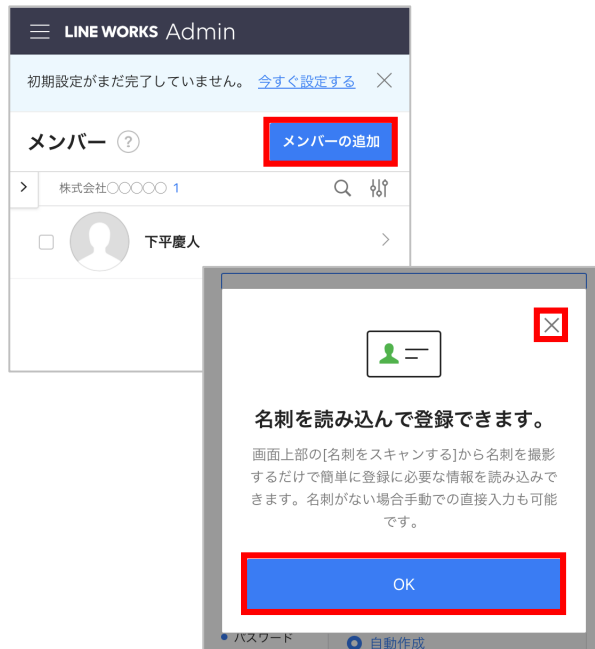 LINE WORKS Admin
初期設定がまだ完了していません。 今すぐ設定する
メンバー ?
メンバーの追加
株式会社〇〇〇〇〇 1
下平慶人
名刺を読み込んで登録できます。
画面上部の[名刺をスキャンする]から名刺を撮影
するだけで簡単に登録に必要な情報を読み込みで
きます。名刺がない場合手動での直接入力も可能
です。
OK
パスワード
自動作成